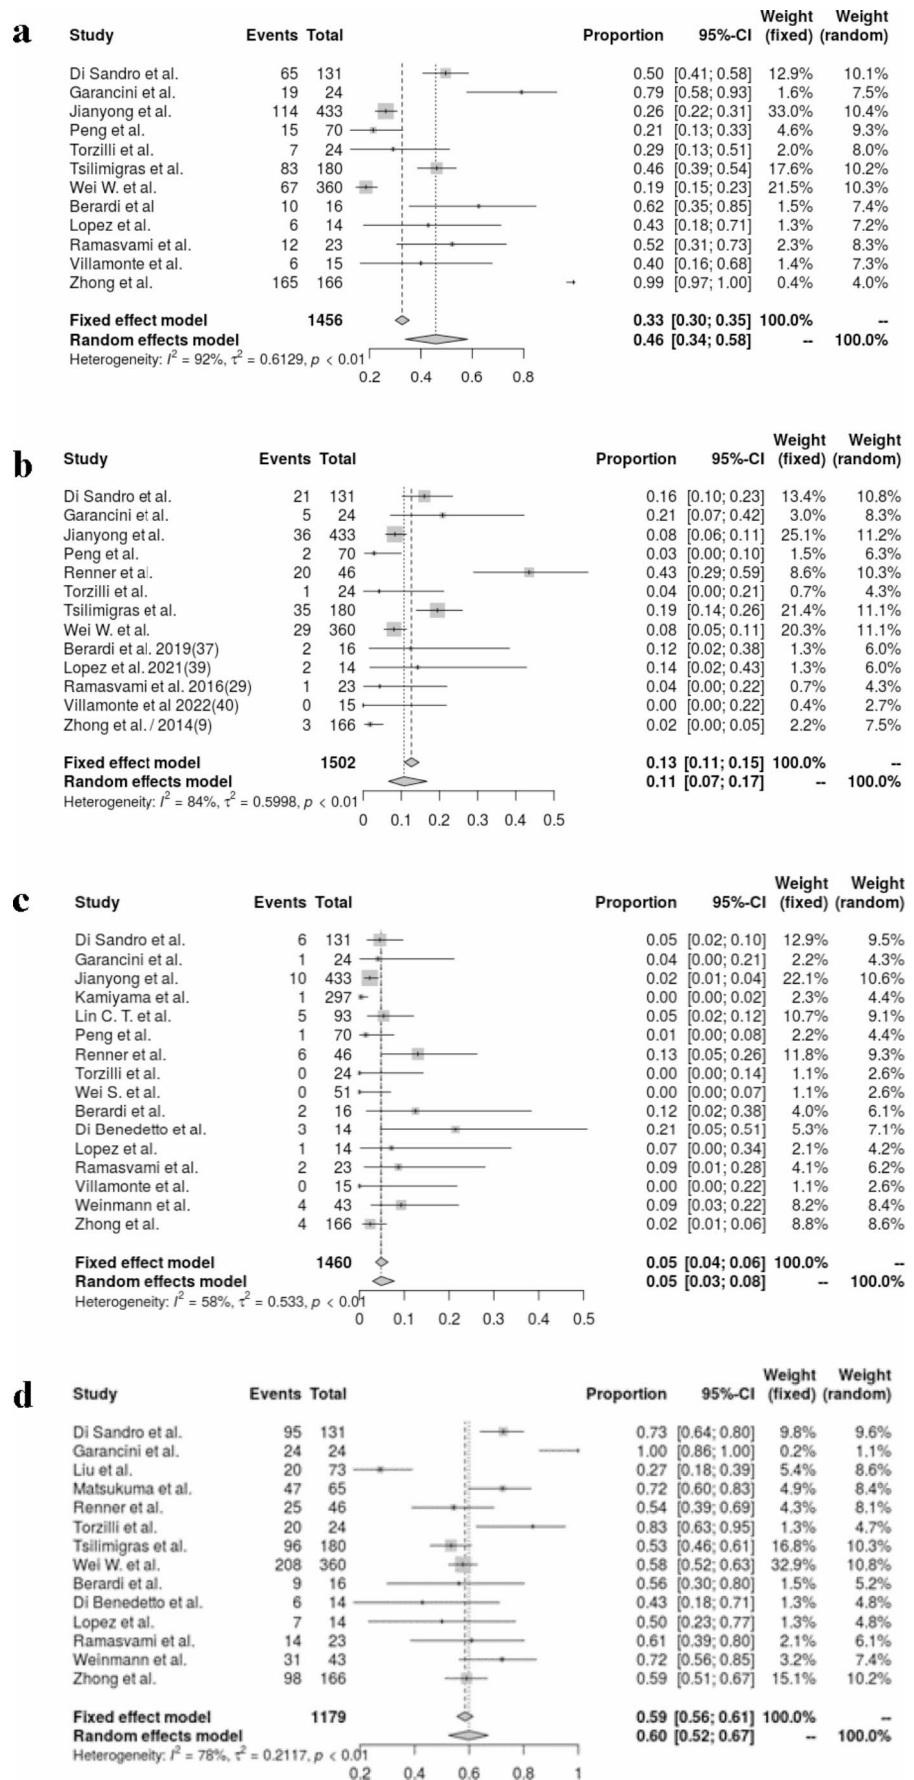 a
Weight Weight
Study Events Total Proportion 95%-CI (fixed) (random)
Di Sandro et al. 65 131 0.50 [0.41; 0.58] 12.9% 10.1%
Garancini et al. 19 24 0.79 [0.58; 0.93] 1.6% 7.5%
Jianyong et al. 114 433 0.26 [0.22; 0.31] 33.0% 10.4%
Peng et al. 15 70 0.21 [0.13; 0.33] 4.6% 9.3%
Torzilli et al. 7 24 0.29 [0.13; 0.51] 2.0% 8.0%
Tsilimigras et al. 83 180 0.46 [0.39; 0.54] 17.6% 10.2%
Wei W. et al. 67 360 0.19 [0.15; 0.23] 21.5% 10.3%
Berardi et al 10 16 0.62 [0.35; 0.85] 1.5% 7.4%
Lopez et al. 6 14 0.43 [0.18; 0.71] 1.3% 7.2%
Ramasvami et al. 12 23 0.52 [0.31; 0.73] 2.3% 8.3%
Villamonte et al. 6 15 0.40 [0.16; 0.68] 1.4% 7.3%
Zhong et al. 165 166 0.99 [0.97; 1.00] 0.4% 4.0%
Fixed effect model 1456 0.33 [0.30; 0.35] 100.0% --
Random effects model 0.46 [0.34; 0.58] -- 100.0%
Heterogeneity: I² = 92%, τ² = 0.6129, p < 0.01
0.2 0.4 0.6 0.8
b
Weight Weight
Study Events Total Proportion 95%-CI (fixed) (random)
Di Sandro et al. 21 131 0.16 [0.10; 0.23] 13.4% 10.8%
Garancini et al. 5 24 0.21 [0.07; 0.42] 3.0% 8.3%
Jianyong et al. 36 433 0.08 [0.06; 0.11] 25.1% 11.2%
Peng et al. 2 70 0.03 [0.00; 0.10] 1.5% 6.3%
Renner et al. 20 46 0.43 [0.29; 0.59] 8.6% 10.3%
Torzilli et al. 1 24 0.04 [0.00; 0.21] 0.7% 4.3%
Tsilimigras et al. 35 180 0.19 [0.14; 0.26] 21.4% 11.1%
Wei W. et al. 29 360 0.08 [0.05; 0.11] 20.3% 11.1%
Berardi et al. 2019(37) 2 16 0.12 [0.02; 0.38] 1.3% 6.0%
Lopez et al. 2021(39) 2 14 0.14 [0.02; 0.43] 1.3% 6.0%
Ramasvami et al. 2016(29) 1 23 0.04 [0.00; 0.22] 0.7% 4.3%
Villamonte et al 2022(40) 0 15 0.00 [0.00; 0.22] 0.4% 2.7%
Zhong et al. / 2014(9) 3 166 0.02 [0.00; 0.05] 2.2% 7.5%
Fixed effect model 1502 0.13 [0.11; 0.15] 100.0% --
Random effects model 0.11 [0.07; 0.17] -- 100.0%
Heterogeneity: I² = 84%, τ² = 0.5998, p < 0.01
0 0.1 0.2 0.3 0.4 0.5
c
Weight Weight
Study Events Total Proportion 95%-CI (fixed) (random)
Di Sandro et al. 6 131 0.05 [0.02; 0.10] 12.9% 9.5%
Garancini et al. 1 24 0.04 [0.00; 0.21] 2.2% 4.3%
Jianyong et al. 10 433 0.02 [0.01; 0.04] 22.1% 10.6%
Kamiyama et al. 1 297 0.00 [0.00; 0.02] 2.3% 4.4%
Lin C. T. et al. 5 93 0.05 [0.02; 0.12] 10.7% 9.1%
Peng et al. 1 70 0.01 [0.00; 0.08] 2.2% 4.4%
Renner et al. 6 46 0.13 [0.05; 0.26] 11.8% 9.3%
Torzilli et al. 0 24 0.00 [0.00; 0.14] 1.1% 2.6%
Wei S. et al. 0 51 0.00 [0.00; 0.07] 1.1% 2.6%
Berardi et al. 2 16 0.12 [0.02; 0.38] 4.0% 6.1%
Di Benedetto et al. 3 14 0.21 [0.05; 0.51] 5.3% 7.1%
Lopez et al. 1 14 0.07 [0.00; 0.34] 2.1% 4.2%
Ramasvami et al. 2 23 0.09 [0.01; 0.28] 4.1% 6.2%
Villamonte et al. 0 15 0.00 [0.00; 0.22] 1.1% 2.6%
Weinmann et al. 4 43 0.09 [0.03; 0.22] 8.2% 8.4%
Zhong et al. 4 166 0.02 [0.01; 0.06] 8.8% 8.6%
Fixed effect model 1460 0.05 [0.04; 0.06] 100.0% --
Random effects model 0.05 [0.03; 0.08] -- 100.0%
Heterogeneity: I² = 58%, τ² = 0.533, p < 0.01
0 0.1 0.2 0.3 0.4 0.5
d
Weight Weight
Study Events Total Proportion 95%-CI (fixed) (random)
Di Sandro et al. 95 131 0.73 [0.64; 0.80] 9.8% 9.6%
Garancini et al. 24 24 1.00 [0.86; 1.00] 0.2% 1.1%
Liu et al. 20 73 0.27 [0.18; 0.39] 5.4% 8.6%
Matsukuma et al. 47 65 0.72 [0.60; 0.83] 4.9% 8.4%
Renner et al. 25 46 0.54 [0.39; 0.69] 4.3% 8.1%
Torzilli et al. 20 24 0.83 [0.63; 0.95] 1.3% 4.7%
Tsilimigras et al. 96 180 0.53 [0.46; 0.61] 16.8% 10.3%
Wei W. et al. 208 360 0.58 [0.52; 0.63] 32.9% 10.8%
Berardi et al. 9 16 0.56 [0.30; 0.80] 1.5% 5.2%
Di Benedetto et al. 6 14 0.43 [0.18; 0.71] 1.3% 4.8%
Lopez et al. 7 14 0.50 [0.23; 0.77] 1.3% 4.8%
Ramasvami et al. 14 23 0.61 [0.39; 0.80] 2.1% 6.1%
Weinmann et al. 31 43 0.72 [0.56; 0.85] 3.2% 7.4%
Zhong et al. 98 166 0.59 [0.51; 0.67] 15.1% 10.2%
Fixed effect model 1179 0.59 [0.56; 0.61] 100.0% --
Random effects model 0.60 [0.52; 0.67] -- 100.0%
Heterogeneity: I² = 78%, τ² = 0.2117, p < 0.01
0.2 0.4 0.6 0.8 1